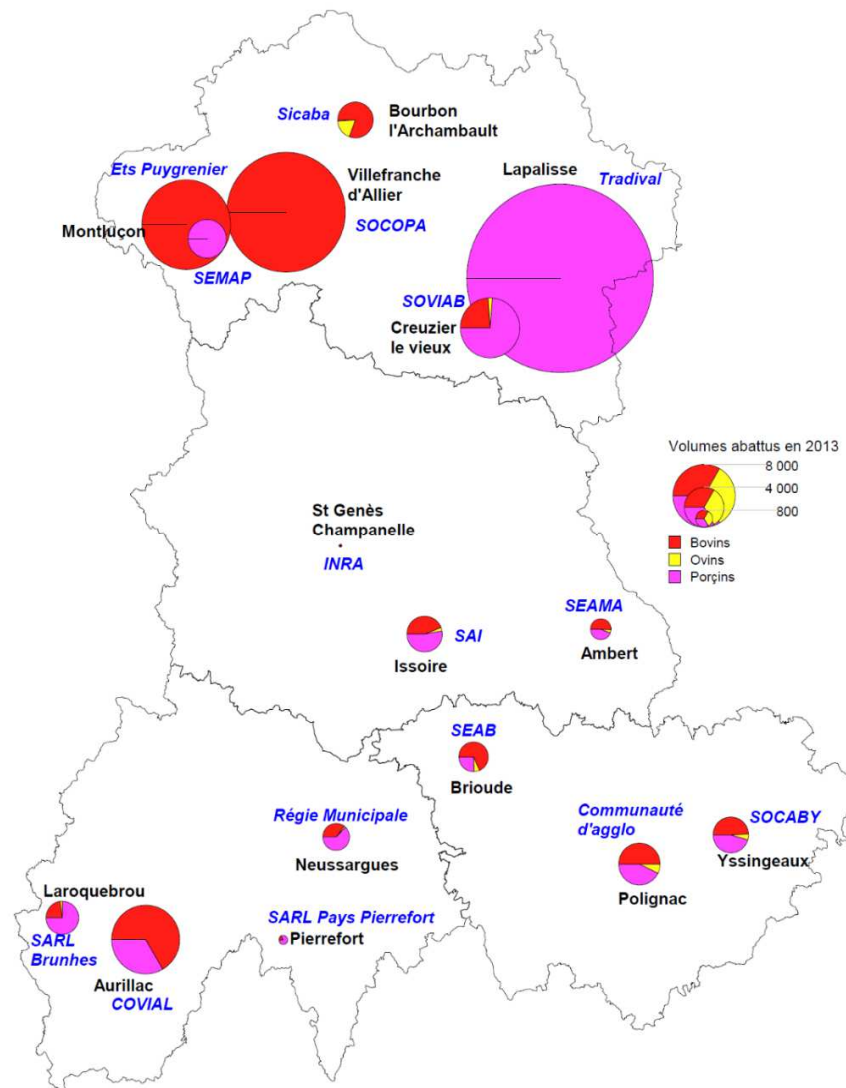 Sicaba
Bourbon
l'Archambault
Ets Puygrenier
Villefranche
d'Allier
Lapalisse
Tradival
Montluçon
SOCOPA
SEMAP
SOVIAB
Creuzier
le vieux
Volumes abattus en 2013
8 000
4 000
800
Bovins
Ovins
Porçins
St Genès
Champanelle
INRA
SEAMA
SAI
Issoire
Ambert
SEAB
Brioude
Régie Municipale
Neussargues
Communauté
d'agglo
SOCABY
Yssingeaux
Polignac
Laroquebrou
SARL
Brunhes
SARL Pays Pierrefort
Pierrefort
Aurillac
COVIAL